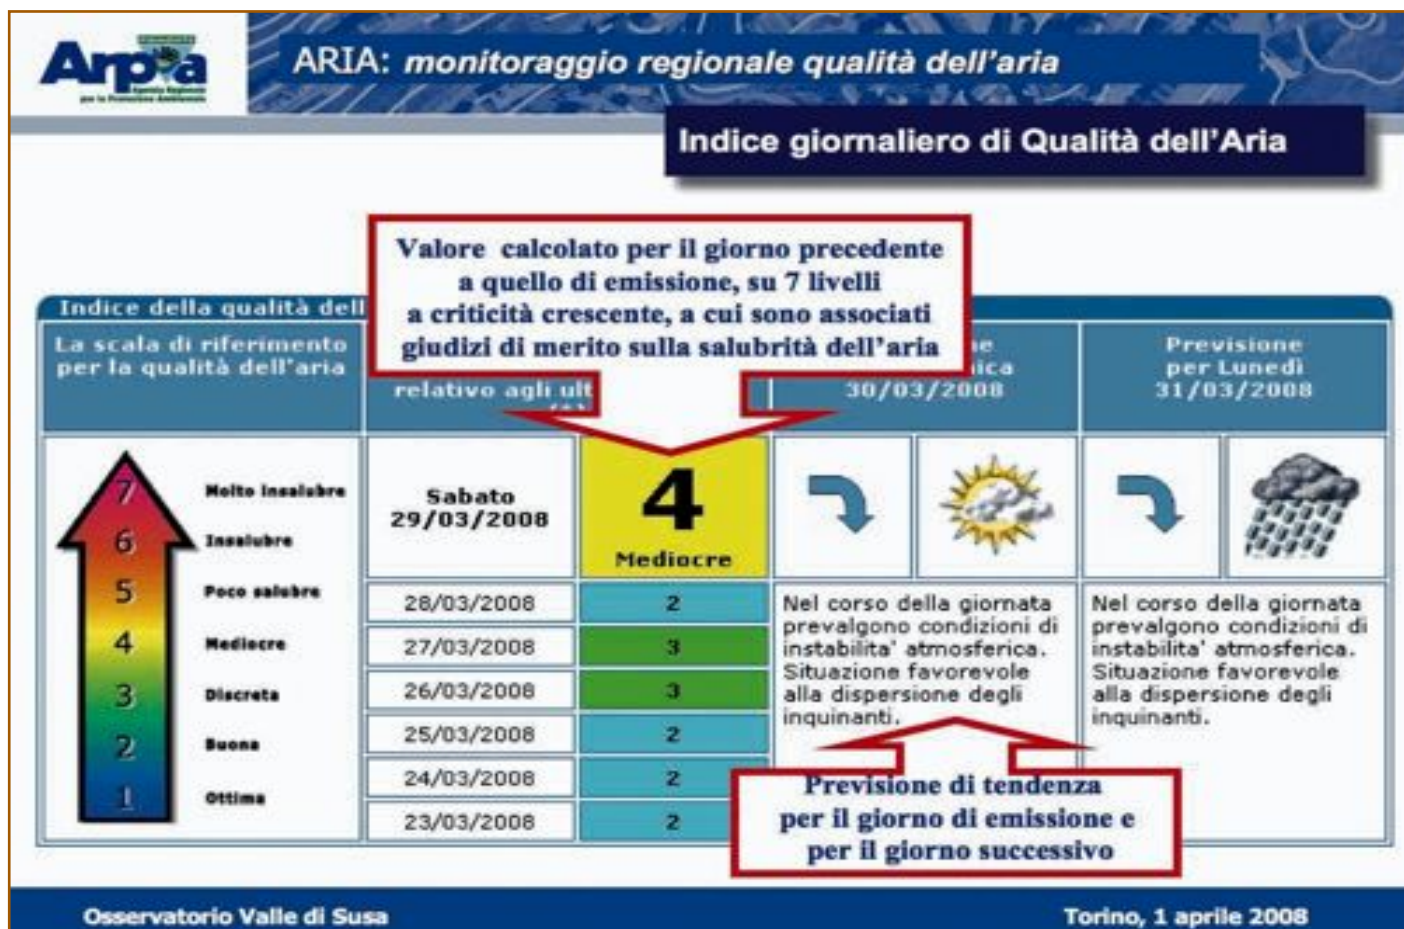 Arpa
Agenzia Regionale
per la Protezione Ambientale
ARIA: monitoraggio regionale qualità dell'aria
Indice giornaliero di Qualità dell'Aria
Valore calcolato per il giorno precedente
a quello di emissione, su 7 livelli
a criticità crescente, a cui sono associati
giudizi di merito sulla salubrità dell'aria
Indice della qualità dell
La scala di riferimento
per la qualità dell'aria
relativo agli ult
30/03/2008
Previsione
per Lunedì
31/03/2008
7 Molto insalubre
6 Insalubre
5 Poco salubre
4 Mediocre
3 Discreta
2 Buona
1 Ottima
Sabato
29/03/2008
4
Mediocre
28/03/2008 2
27/03/2008 3
26/03/2008 3
25/03/2008 2
24/03/2008 2
23/03/2008 2
Nel corso della giornata
prevalgono condizioni di
instabilita' atmosferica.
Situazione favorevole
alla dispersione degli
inquinanti.
Nel corso della giornata
prevalgono condizioni di
instabilita' atmosferica.
Situazione favorevole
alla dispersione degli
inquinanti.
Previsione di tendenza
per il giorno di emissione e
per il giorno successivo
Osservatorio Valle di Susa
Torino, 1 aprile 2008